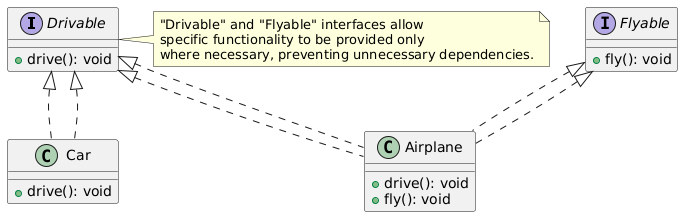 I Drivable
drive(): void
"Drivable" and "Flyable" interfaces allow
specific functionality to be provided only
where necessary, preventing unnecessary dependencies.
I Flyable
fly(): void
C Car
drive(): void
C Airplane
drive(): void
fly(): void